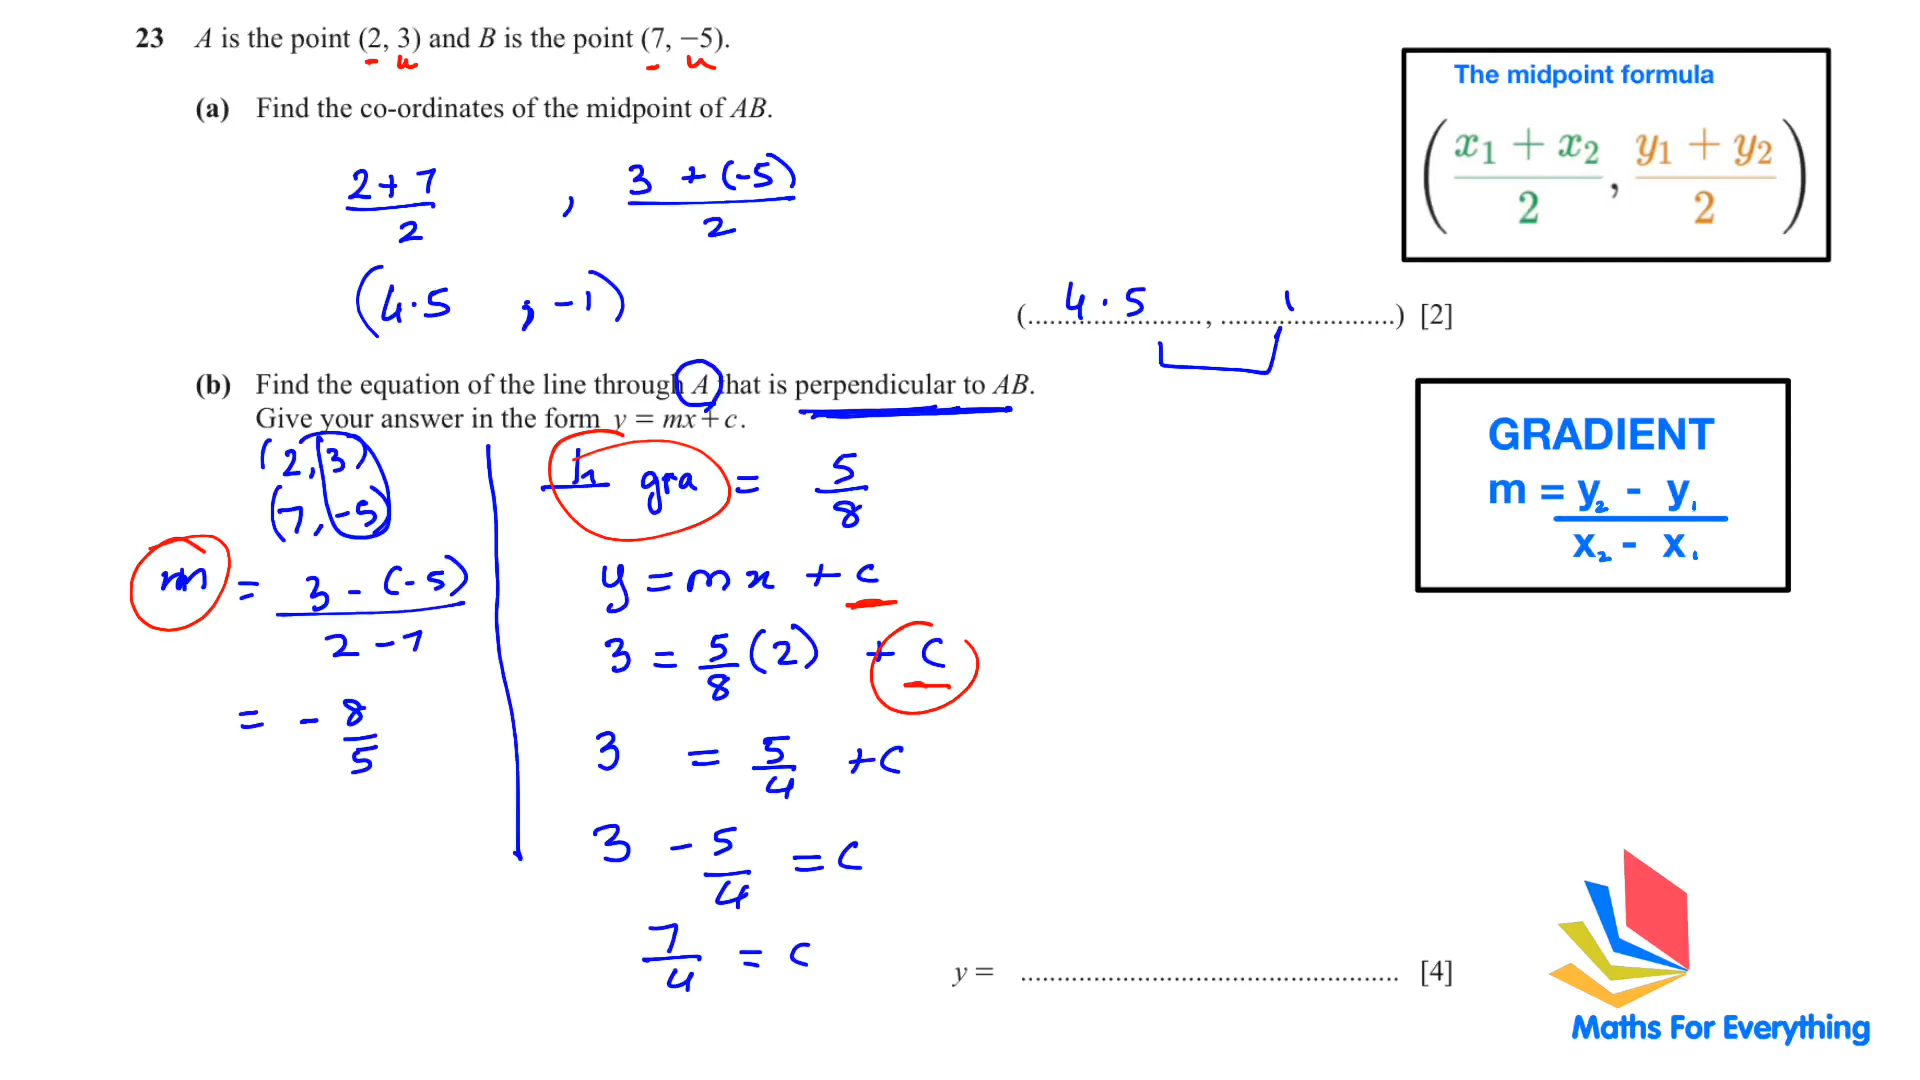 23 A is the point (2, 3) and B is the point (7, −5).
(a) Find the co-ordinates of the midpoint of AB.
The midpoint formula
( x₁ + x₂ / 2 , y₁ + y₂ / 2 )
2+7 / 2 , 3 + (-5) / 2
(4.5 , -1)
(4.5, 1) [2]
(b) Find the equation of the line through A that is perpendicular to AB.
Give your answer in the form y = mx + c.
(2, 3)
(7, -5)
m = 3 - (-5) / 2 - 7
= - 8/5
gra = 5/8
y = mx + c
3 = 5/8 (2) + c
3 = 5/4 + c
3 - 5/4 = c
7/4 = c
GRADIENT
m = y₂ - y₁ / x₂ - x₁
y = ........ [4]
Maths For Everything